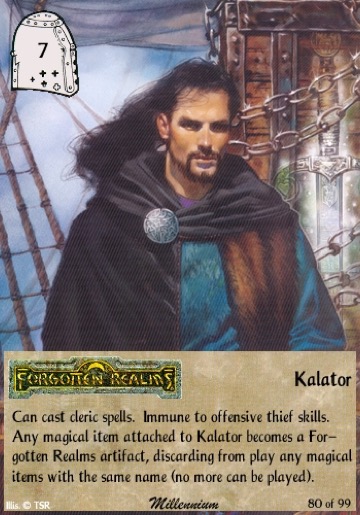 7
FORGOTTEN REALMS
Kalator
Can cast cleric spells. Immune to offensive thief skills.
Any magical item attached to Kalator becomes a For-
gotten Realms artifact, discarding from play any magical
items with the same name (no more can be played).
Illis. © TSR
Millennium
80 of 99